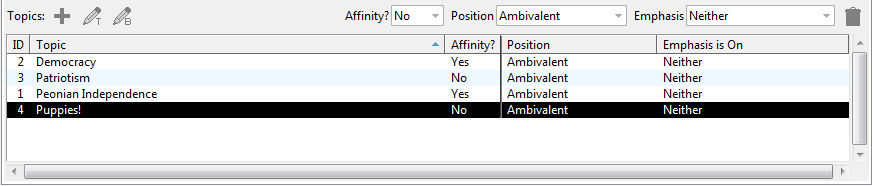 Topics: T B Affinity? No Position Ambivalent Emphasis Neither
ID Topic Affinity? Position Emphasis is On
2 Democracy Yes Ambivalent Neither
3 Patriotism No Ambivalent Neither
1 Peonian Independence Yes Ambivalent Neither
4 Puppies! No Ambivalent Neither